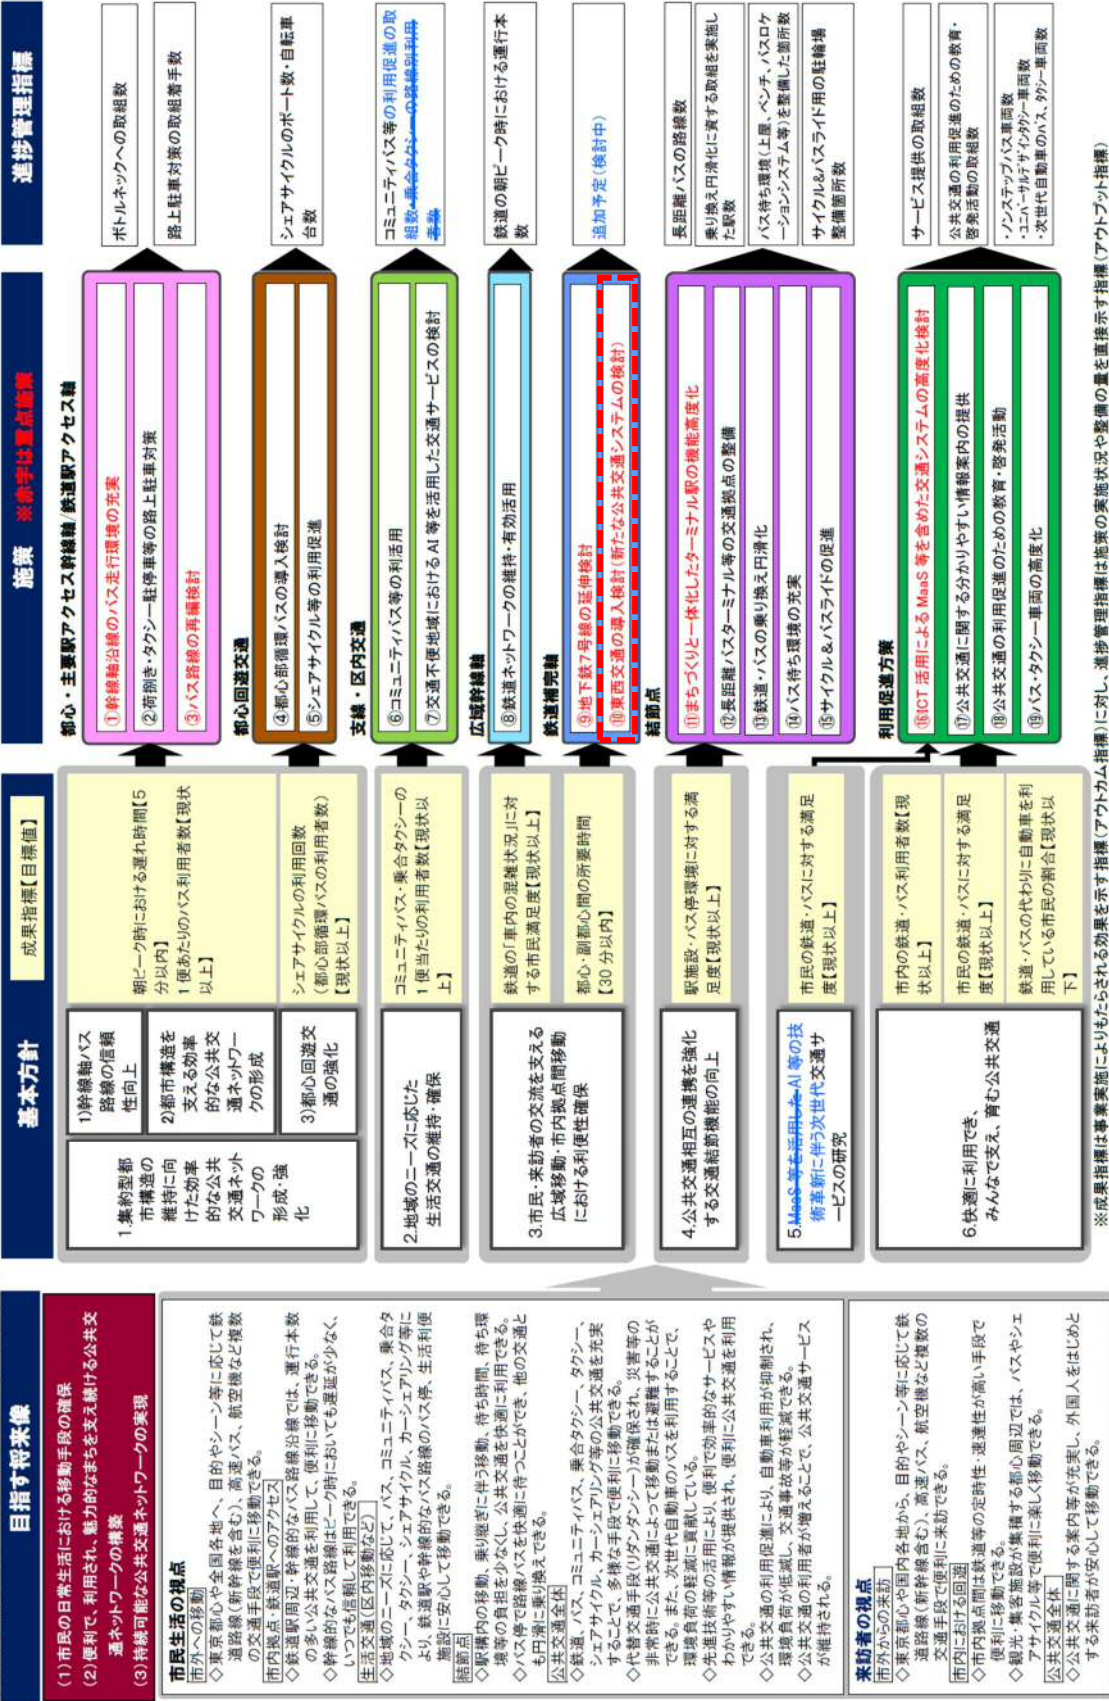 目指す将来像
(1)市民の日常生活における移動手段の確保
(2)便利で、利用され、魅力的なまちを支え続ける公共交
通ネットワークの構築
(3)持続可能な公共交通ネットワークの実現
市民生活の視点
市外への移動
◇東京都心や全国各地へ、目的やシーン等に応じて鉄
道路線(新幹線を含む)、高速バス、航空機など複数
の交通手段で便利に移動できる。
市内拠点・鉄道駅へのアクセス
◇鉄道駅周辺・幹線的なバス路線沿線では、運行本数
の多い公共交通を利用して、便利に移動できる。
◇幹線的なバス路線はピーク時においても遅延が少なく、
いつでも信頼して利用できる。
生活交通(区内移動など)
◇地域のニーズに応じて、バス、コミュニティバス、乗合タ
クシー、タクシー、シェアサイクル、カーシェアリング等に
より、鉄道駅や幹線的なバス路線のバス停、生活利便
施設に安心して移動できる。
結節点
◇駅構内の移動、乗り継ぎに伴う移動、待ち時間、待ち環
境等の負担を少なくし、公共交通を快適に利用できる。
◇バス停で路線バスを快適に待つことができ、他の交通と
も円滑に乗り換えできる。
公共交通全体
◇鉄道、バス、コミュニティバス、乗合タクシー、タクシー、
シェアサイクル、カーシェアリング等の公共交通を充実
することで、多様な手段で便利に移動できる。
◇代替交通手段(リダンダンシー)が確保され、災害等の
非常時に公共交通によって移動または避難することが
できる。また、次世代自動車のバスを利用することで、
環境負荷の軽減に貢献している。
◇先進技術等の活用により、便利で効率的なサービスや
わかりやすい情報が提供され、便利に公共交通を利用
できる。
◇公共交通の利用促進により、自動車利用が抑制され、
環境負荷が低減し、交通事故等が軽減できる。
◇公共交通の利用者が増えることで、公共交通サービス
が維持される。
来訪者の視点
市外からの来訪
◇東京都心や国内各地から、目的やシーン等に応じて鉄
道路線(新幹線含む)、高速バス、航空機など複数の
交通手段で便利に来訪できる。
市内における回遊
◇市内拠点間は鉄道等の定時性・速達性が高い手段で
便利に移動できる。
◇観光・集客施設が集積する都心周辺では、バスやシェ
アサイクル等で便利に楽しく移動できる。
公共交通全体
◇公共交通に関する案内等が充実し、外国人をはじめと
する来訪者が安心して移動できる。
基本方針
1.集約型都
市構造の
維持に向
けた効率
的な公共
交通ネット
ワークの
形成・強
化
1)幹線軸バス
路線の信頼
性向上
2)都市構造を
支える効率
的な公共交
通ネットワー
クの形成
3)都心回遊交
通の強化
2.地域のニーズに応じた
生活交通の維持・確保
3.市民・来訪者の交流を支える
広域移動・市内拠点間移動
における利便性確保
4.公共交通相互の連携を強化
する交通結節機能の向上
5.MaaS 等を活用した AI 等の技
術革新に伴う次世代交通サ
ービスの研究
6.快適に利用でき、
みんなで支え、育む公共交通
成果指標【目標値】
朝ピーク時における遅れ時間【5
分以内】
1 便あたりのバス利用者数【現状
以上】
シェアサイクルの利用回数
(都心部循環バスの利用者数)
【現状以上】
コミュニティバス・乗合タクシーの
1 便当たりの利用者数【現状以
上】
鉄道の「車内の混雑状況」に対
する市民満足度【現状以上】
都心・副都心間の所要時間
【30 分以内】
駅施設・バス停環境に対する満
足度【現状以上】
市民の鉄道・バスに対する満足
度【現状以上】
市内の鉄道・バス利用者数【現
状以上】
市民の鉄道・バスに対する満足
度【現状以上】
鉄道・バスの代わりに自動車を利
用している市民の割合【現状以
下】
施策 ※赤字は重点施策
都心・主要駅アクセス幹線軸/鉄道駅アクセス軸
①幹線軸沿線のバス走行環境の充実
②荷捌き・タクシー駐停車等の路上駐車対策
③バス路線の再編検討
都心回遊交通
④都心部循環バスの導入検討
⑤シェアサイクル等の利用促進
支線・区内交通
⑥コミュニティバス等の利活用
⑦交通不便地域における AI 等を活用した交通サービスの検討
広域幹線軸
⑧鉄道ネットワークの維持・有効活用
鉄道補完軸
⑨地下鉄7号線の延伸検討
⑩東西交通の導入検討(新たな公共交通システムの検討)
結節点
⑪まちづくりと一体化したターミナル駅の機能高度化
⑫長距離バスターミナル等の交通拠点の整備
⑬鉄道・バスの乗り換え円滑化
⑭バス待ち環境の充実
⑮サイクル&バスライドの促進
利用促進方策
⑯ICT 活用による MaaS 等を含めた交通システムの高度化検討
⑰公共交通に関する分かりやすい情報案内の提供
⑱公共交通の利用促進のための教育・啓発活動
⑲バス・タクシー車両の高度化
進捗管理指標
ボトルネックへの取組数
路上駐車対策の取組着手数
シェアサイクルのポート数・自転車
台数
コミュニティバス等の利用促進の取
組数・乗合タクシーの路線別利用
者数
鉄道の朝ピーク時における運行本
数
追加予定(検討中)
長距離バスの路線数
乗り換え円滑化に資する取組を実施し
た駅数
バス待ち環境(上屋、ベンチ、バスロケ
ーションシステム等)を整備した箇所数
サイクル&バスライド用の駐輪場
整備箇所数
サービス提供の取組数
公共交通の利用促進のための教育・
啓発活動の取組数
・ノンステップバス車両数
・ユニバーサルデザインタクシー車両数
・次世代自動車のバス、タクシー車両数
※成果指標は事業実施によりもたらされる効果を示す指標(アウトカム指標)に対し、進捗管理指標は施策の実施状況や整備の量を直接示す指標(アウトプット指標)